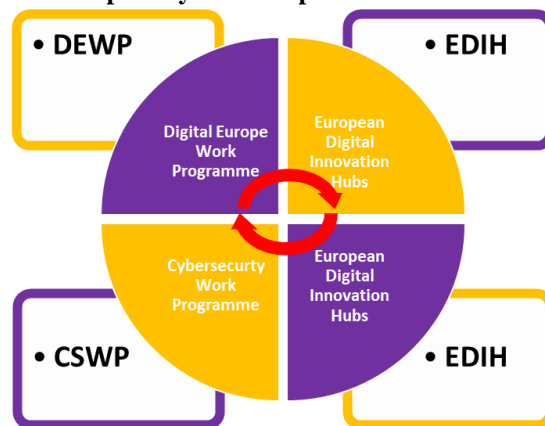 • DEWP
• EDIH
Digital Europe
Work
Programme
European
Digital
Innovation
Hubs
Cybersecurty
Work
Programme
European
Digital
Innovation
Hubs
• CSWP
• EDIH